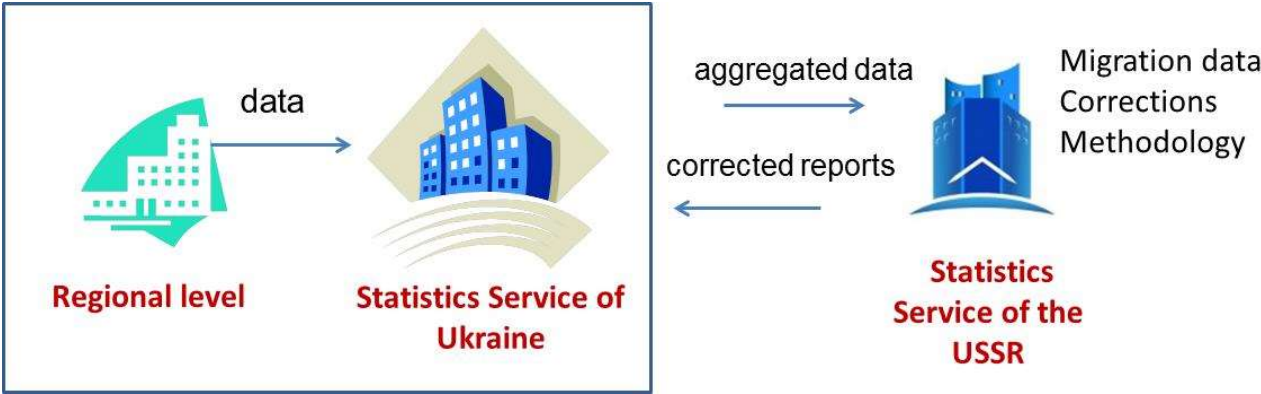 data
Regional level
Statistics Service of
Ukraine
aggregated data
corrected reports
Migration data
Corrections
Methodology
Statistics
Service of the
USSR